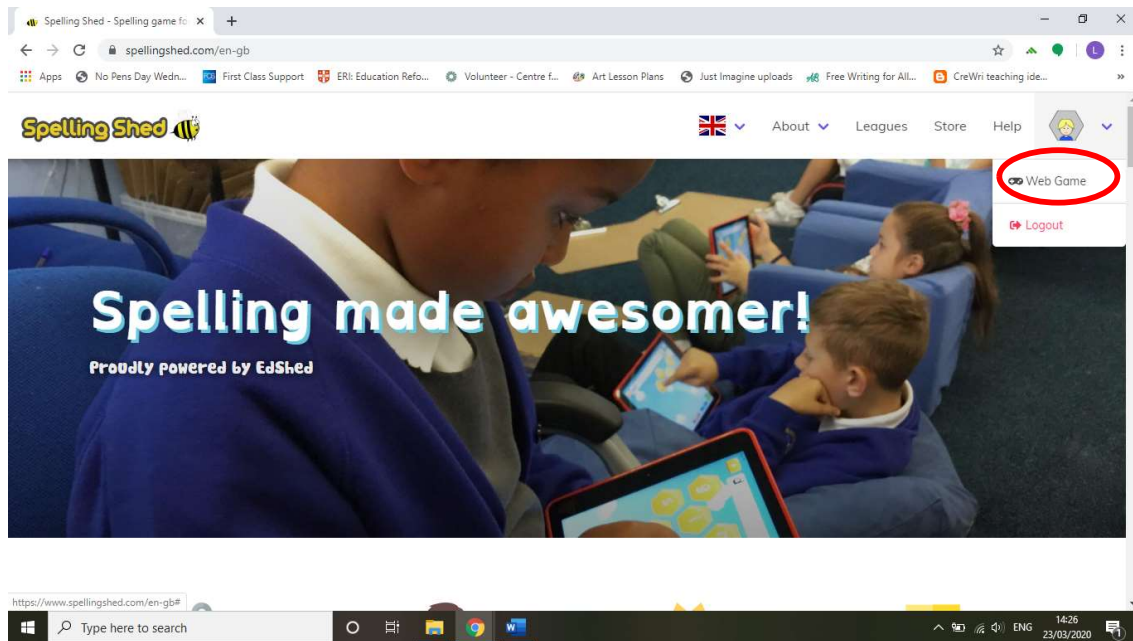 Spelling Shed - Spelling game fo
spellingshed.com/en-gb
L
Apps No Pens Day Wedn... First Class Support ERI: Education Refo... Volunteer - Centre f... Art Lesson Plans Just Imagine uploads Free Writing for All... CreWri teaching ide... »
Spelling Shed About Leagues Store Help
Web Game
Logout
Spelling made awesomer!
Proudly powered by EdShed
https://www.spellingshed.com/en-gb#
Type here to search ENG 14:26
23/03/2020